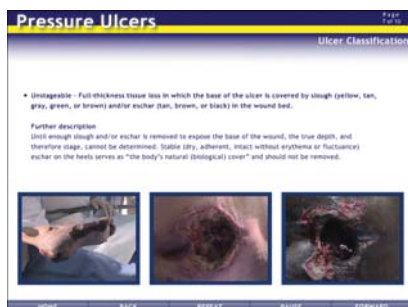 Pressure Ulcers
Page
7 of 10
Ulcer Classification
• Unstageable - Full-thickness tissue loss in which the base of the ulcer is covered by slough (yellow, tan,
gray, green, or brown) and/or eschar (tan, brown, or black) in the wound bed.
Further description
Until enough slough and/or eschar is removed to expose the base of the wound, the true depth, and
therefore stage, cannot be determined. Stable (dry, adherent, intact without erythema or fluctuance)
eschar on the heels serves as "the body's natural (biological) cover" and should not be removed.
HOME BACK REPEAT PAUSE FORWARD